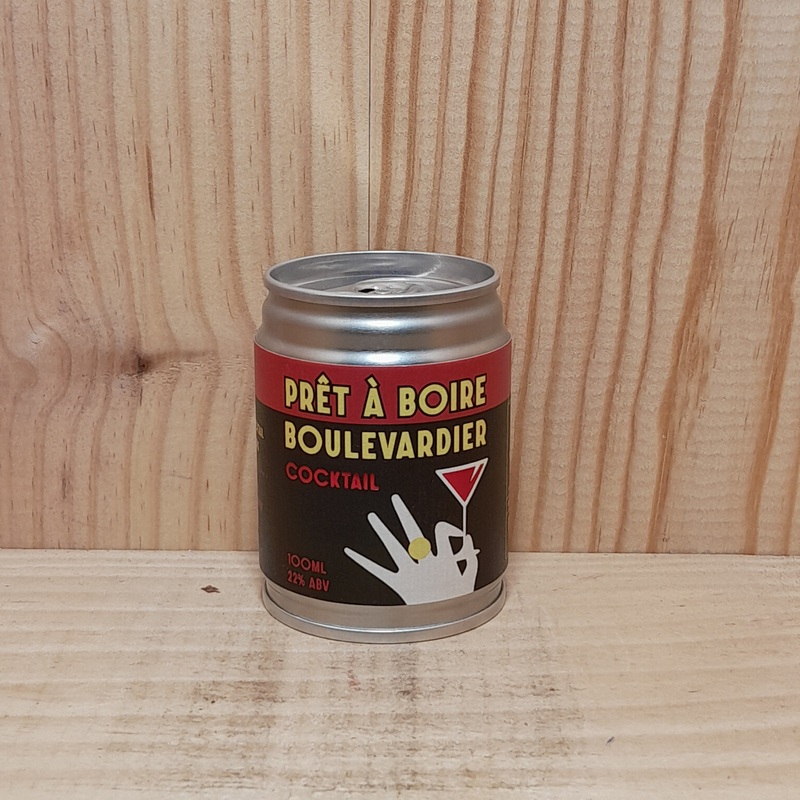 PRÊT À BOIRE
BOULEVARDIER
COCKTAIL
100ML
22% ABV